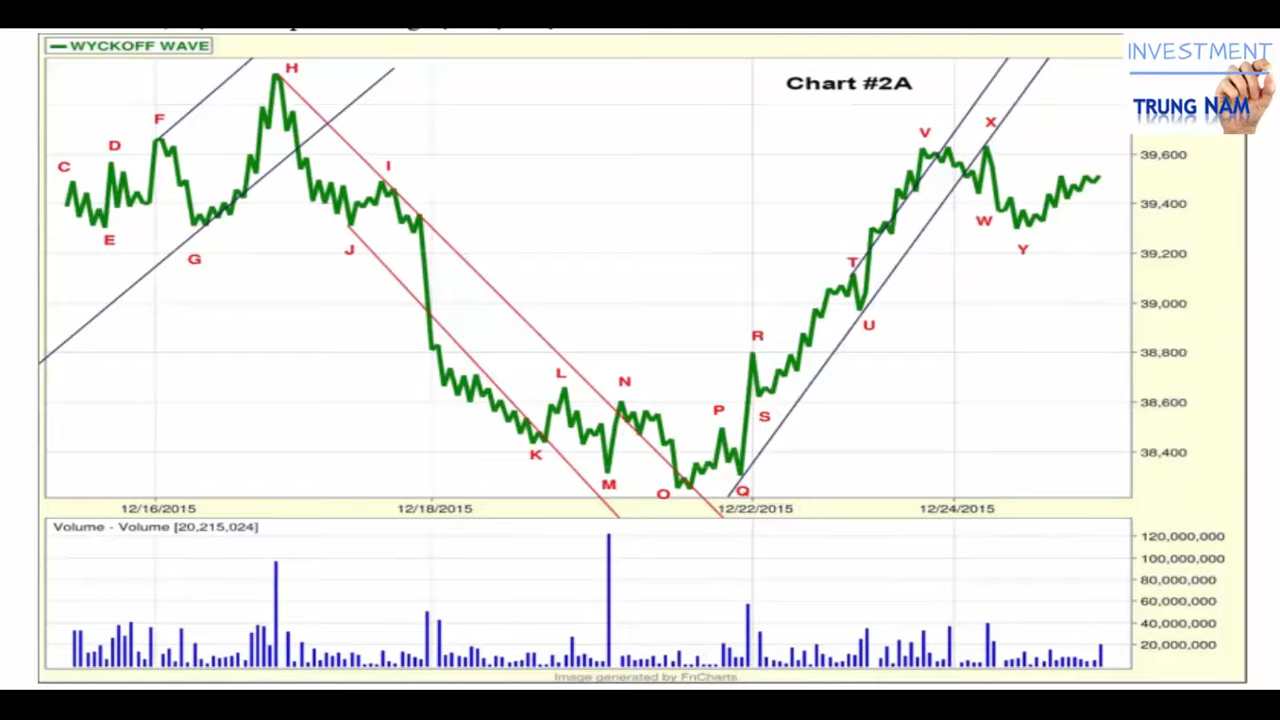 WYCKOFF WAVE
INVESTMENT
TRUNG NAM
Chart #2A
H
F
D
C
E
G
I
J
K
L
M
N
O
P
Q
R
S
T
U
V
X
W
Y
39,600
39,400
39,200
39,000
38,800
38,600
38,400
12/16/2015
12/18/2015
12/22/2015
12/24/2015
Volume - Volume [20,215,024]
120,000,000
100,000,000
80,000,000
60,000,000
40,000,000
20,000,000
Image generated by FnCharts